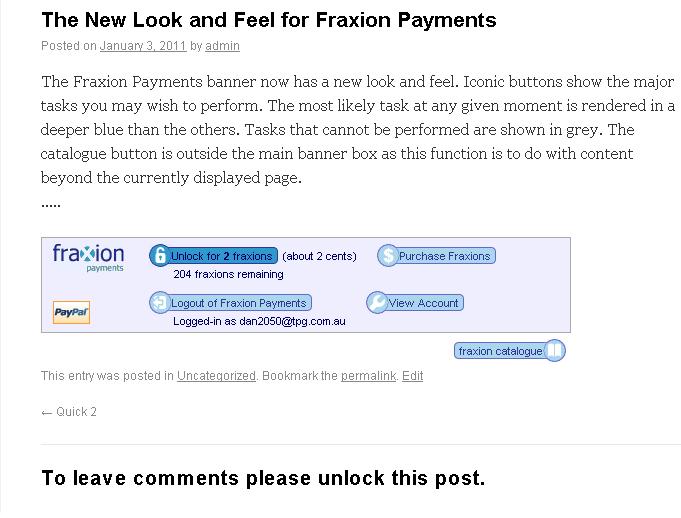 The New Look and Feel for Fraxion Payments
Posted on January 3, 2011 by admin
The Fraxion Payments banner now has a new look and feel. Iconic buttons show the major
tasks you may wish to perform. The most likely task at any given moment is rendered in a
deeper blue than the others. Tasks that cannot be performed are shown in grey. The
catalogue button is outside the main banner box as this function is to do with content
beyond the currently displayed page.
.....
fraxion
payments
Unlock for 2 fraxions (about 2 cents)
$ Purchase Fraxions
204 fraxions remaining
PayPal
Logout of Fraxion Payments
View Account
Logged-in as dan2050@tpg.com.au
fraxion catalogue
This entry was posted in Uncategorized. Bookmark the permalink. Edit
← Quick 2
To leave comments please unlock this post.